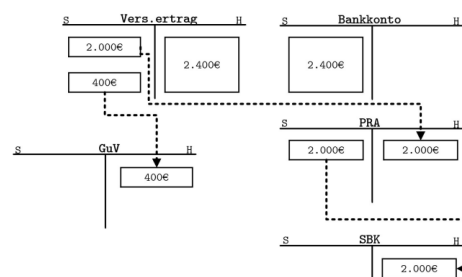 S Vers.ertrag H
2.000€
2.400€
400€
S Bankkonto H
2.400€
S PRA H
2.000€ 2.000€
S GuV H
400€
S SBK H
2.000€